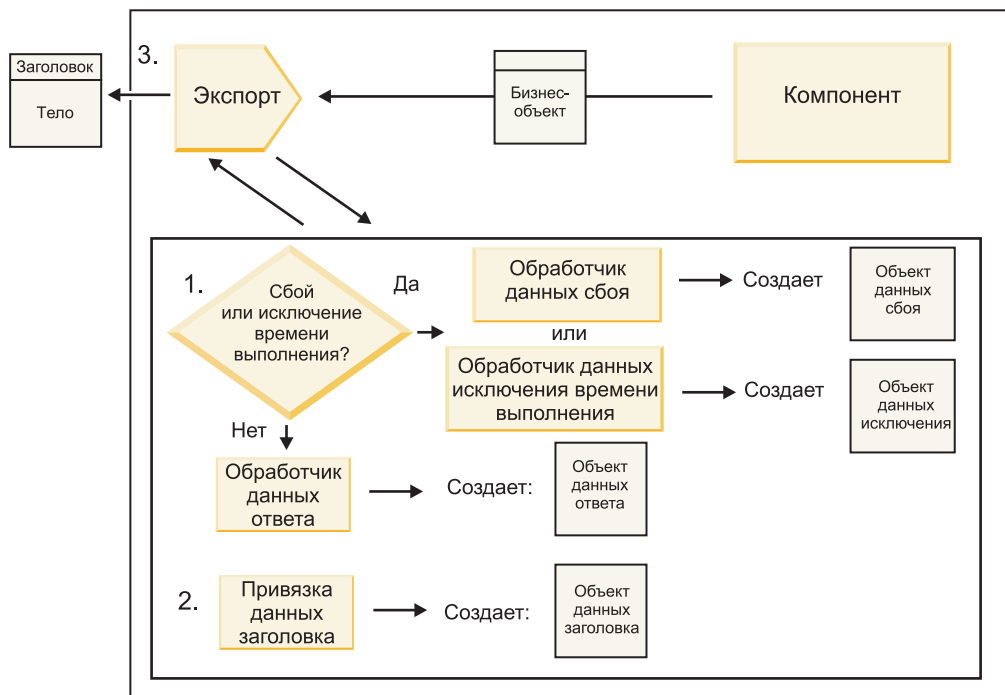 3.
Заголовок
Тело
Экспорт
Бизнес-
объект
Компонент
1.
Сбой
или исключение
времени
выполнения?
Да
Обработчик
данных сбоя
Создает
Объект
данных
сбоя
или
Обработчик данных
исключения времени
выполнения
Создает
Объект
данных
исключения
Нет
Обработчик
данных
ответа
Создает:
Объект
данных
ответа
2.
Привязка
данных
заголовка
Создает:
Объект
данных
заголовка